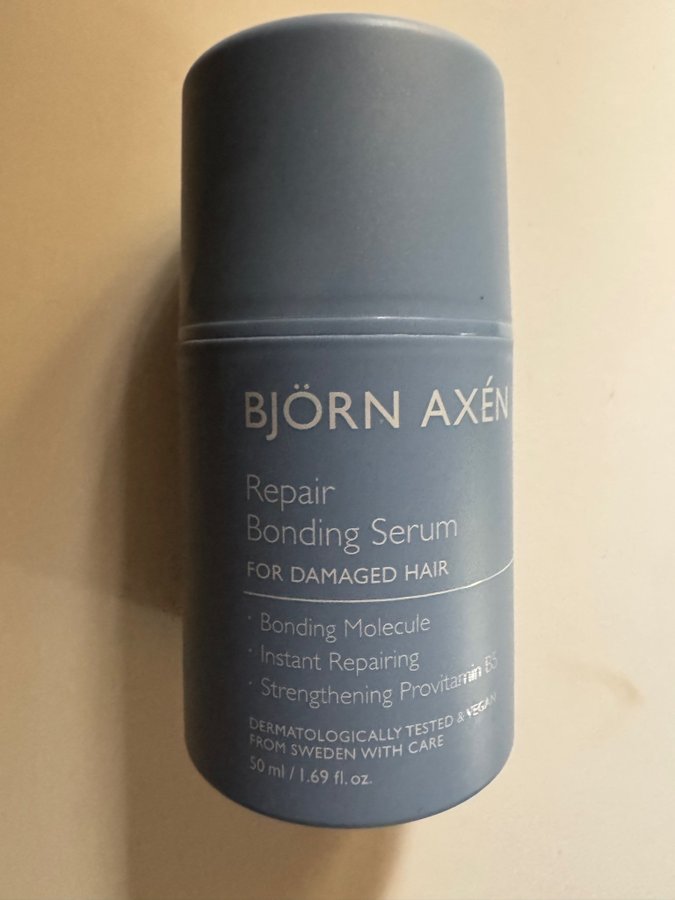 BJÖRN AXÉN
Repair
Bonding Serum
FOR DAMAGED HAIR
· Bonding Molecule
· Instant Repairing
· Strengthening Provitamin B5
DERMATOLOGICALLY TESTED & VEGAN
FROM SWEDEN WITH CARE
50 ml / 1.69 fl. oz.